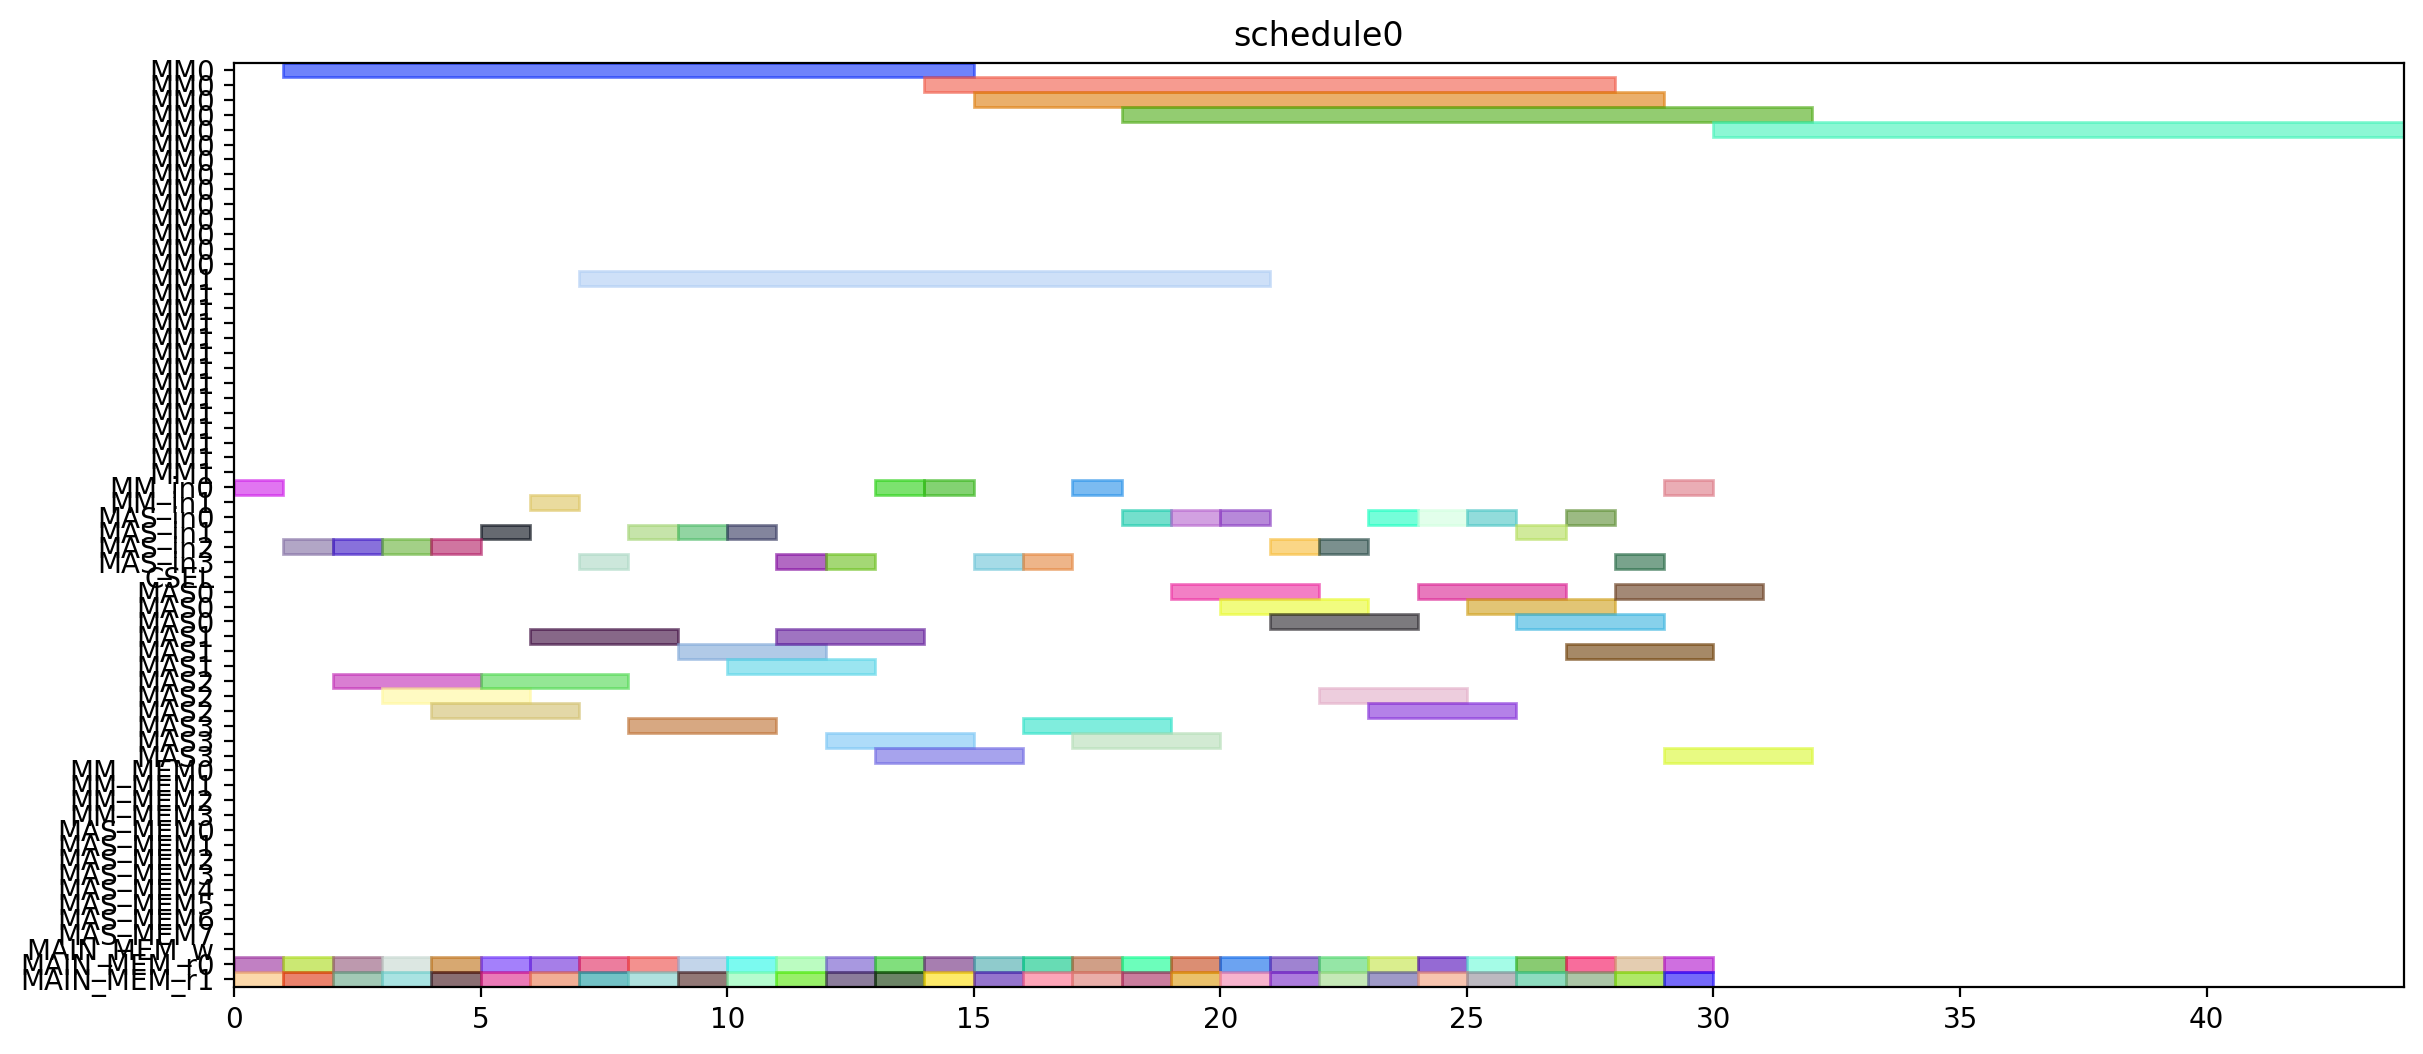 schedule0
MM0
MM0
MM0
MM0
MM0
MM0
MM0
MM0
MM0
MM0
MM0
MM0
MM0
MM0
MM1
MM1
MM1
MM1
MM1
MM1
MM1
MM1
MM1
MM1
MM1
MM1
MM1
MM1
MM_in0
MM_in1
MAS_in0
MAS_in1
MAS_in2
MAS_in3
CSEL
MAS0
MAS0
MAS0
MAS1
MAS1
MAS1
MAS2
MAS2
MAS2
MAS3
MAS3
MAS3
MM_MEM0
MM_MEM1
MM_MEM2
MM_MEM3
MAS_MEM0
MAS_MEM1
MAS_MEM2
MAS_MEM3
MAS_MEM4
MAS_MEM5
MAS_MEM6
MAS_MEM7
MAIN_MEM_w
MAIN_MEM_r0
MAIN_MEM_r1
0 5 10 15 20 25 30 35 40